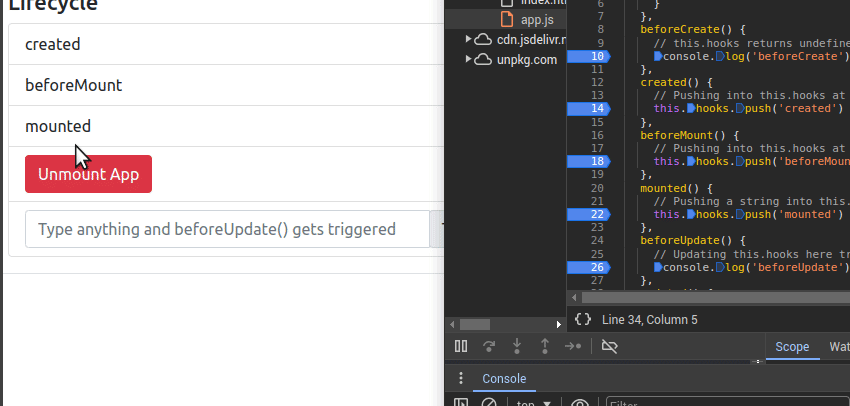 Lifecycle
created
beforeMount
mounted
Unmount App
Type anything and beforeUpdate() gets triggered
index.ht
app.js
cdn.jsdelivr.n
unpkg.com
6 }
7 },
8 beforeCreate() {
9 // this.hooks returns undefine
10 console.log('beforeCreate')
11 },
12 created() {
13 // Pushing into this.hooks at
14 this.hooks.push('created')
15 },
16 beforeMount() {
17 // Pushing into this.hooks at
18 this.hooks.push('beforeMoun
19 },
20 mounted() {
21 // Pushing a string into this.
22 this.hooks.push('mounted')
23 },
24 beforeUpdate() {
25 // Updating this.hooks here tr
26 console.log('beforeUpdate')
27 },
{} Line 34, Column 5
Scope Wat
Console
top Filter